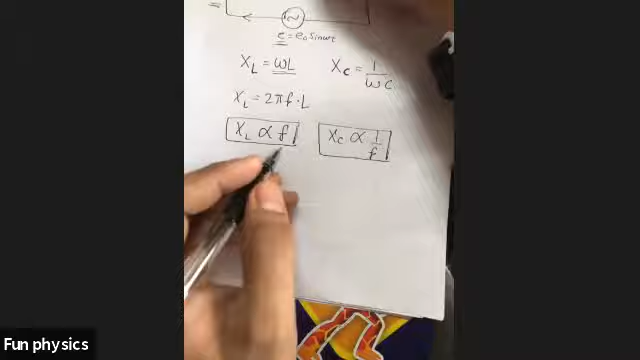 =
~
e = e₀ sinωt
X_L = ωL X_C = 1/ωC
X_L = 2πf · L
X_L ∝ f X_C ∝ 1/f
Fun physics